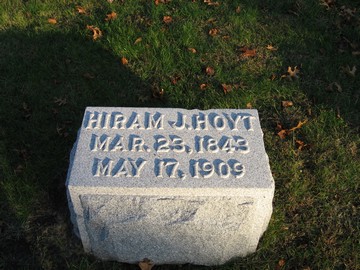 HIRAM J. HOYT
MAR. 23, 1843
MAY 17, 1909